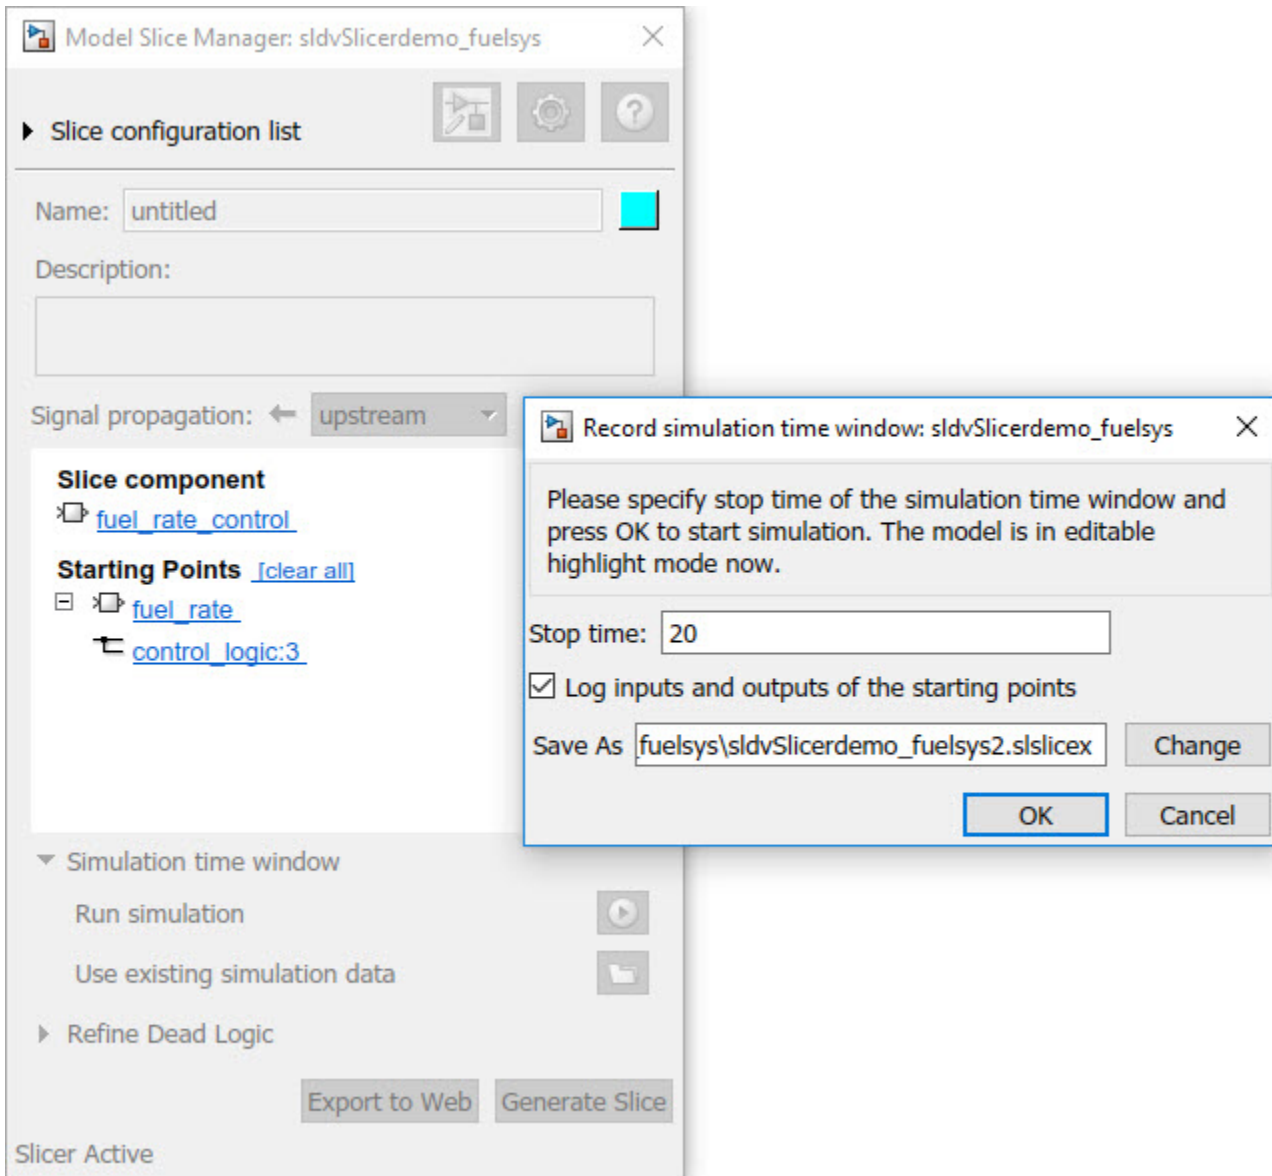 Model Slice Manager: sldvSlicerdemo_fuelsys
Slice configuration list
Name: untitled
Description:
Signal propagation: upstream
Slice component
fuel_rate_control
Starting Points [clear all]
fuel_rate
control_logic:3
Simulation time window
Run simulation
Use existing simulation data
Refine Dead Logic
Export to Web Generate Slice
Slicer Active
Record simulation time window: sldvSlicerdemo_fuelsys
Please specify stop time of the simulation time window and
press OK to start simulation. The model is in editable
highlight mode now.
Stop time: 20
Log inputs and outputs of the starting points
Save As fuelsys\sldvSlicerdemo_fuelsys2.slslicex Change
OK Cancel